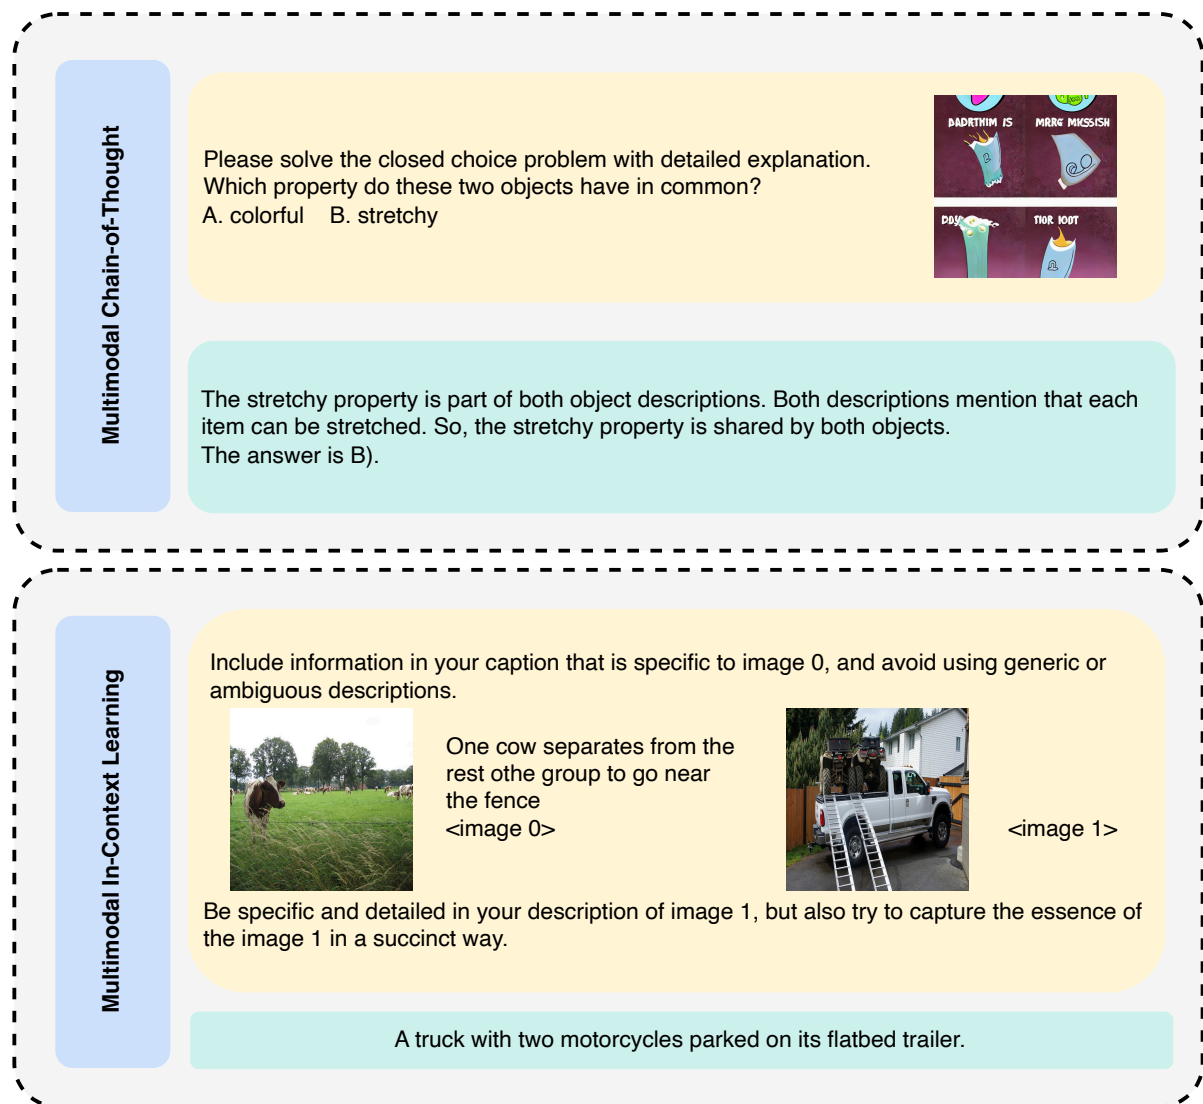 Multimodal Chain-of-Thought
Please solve the closed choice problem with detailed explanation.
Which property do these two objects have in common?
A. colorful    B. stretchy
DADRTHIM IS
MRRG MKSSISH
TIOR IODT
The stretchy property is part of both object descriptions. Both descriptions mention that each
item can be stretched. So, the stretchy property is shared by both objects.
The answer is B).
Multimodal In-Context Learning
Include information in your caption that is specific to image 0, and avoid using generic or
ambiguous descriptions.
One cow separates from the
rest othe group to go near
the fence
<image 0>
<image 1>
Be specific and detailed in your description of image 1, but also try to capture the essence of
the image 1 in a succinct way.
A truck with two motorcycles parked on its flatbed trailer.